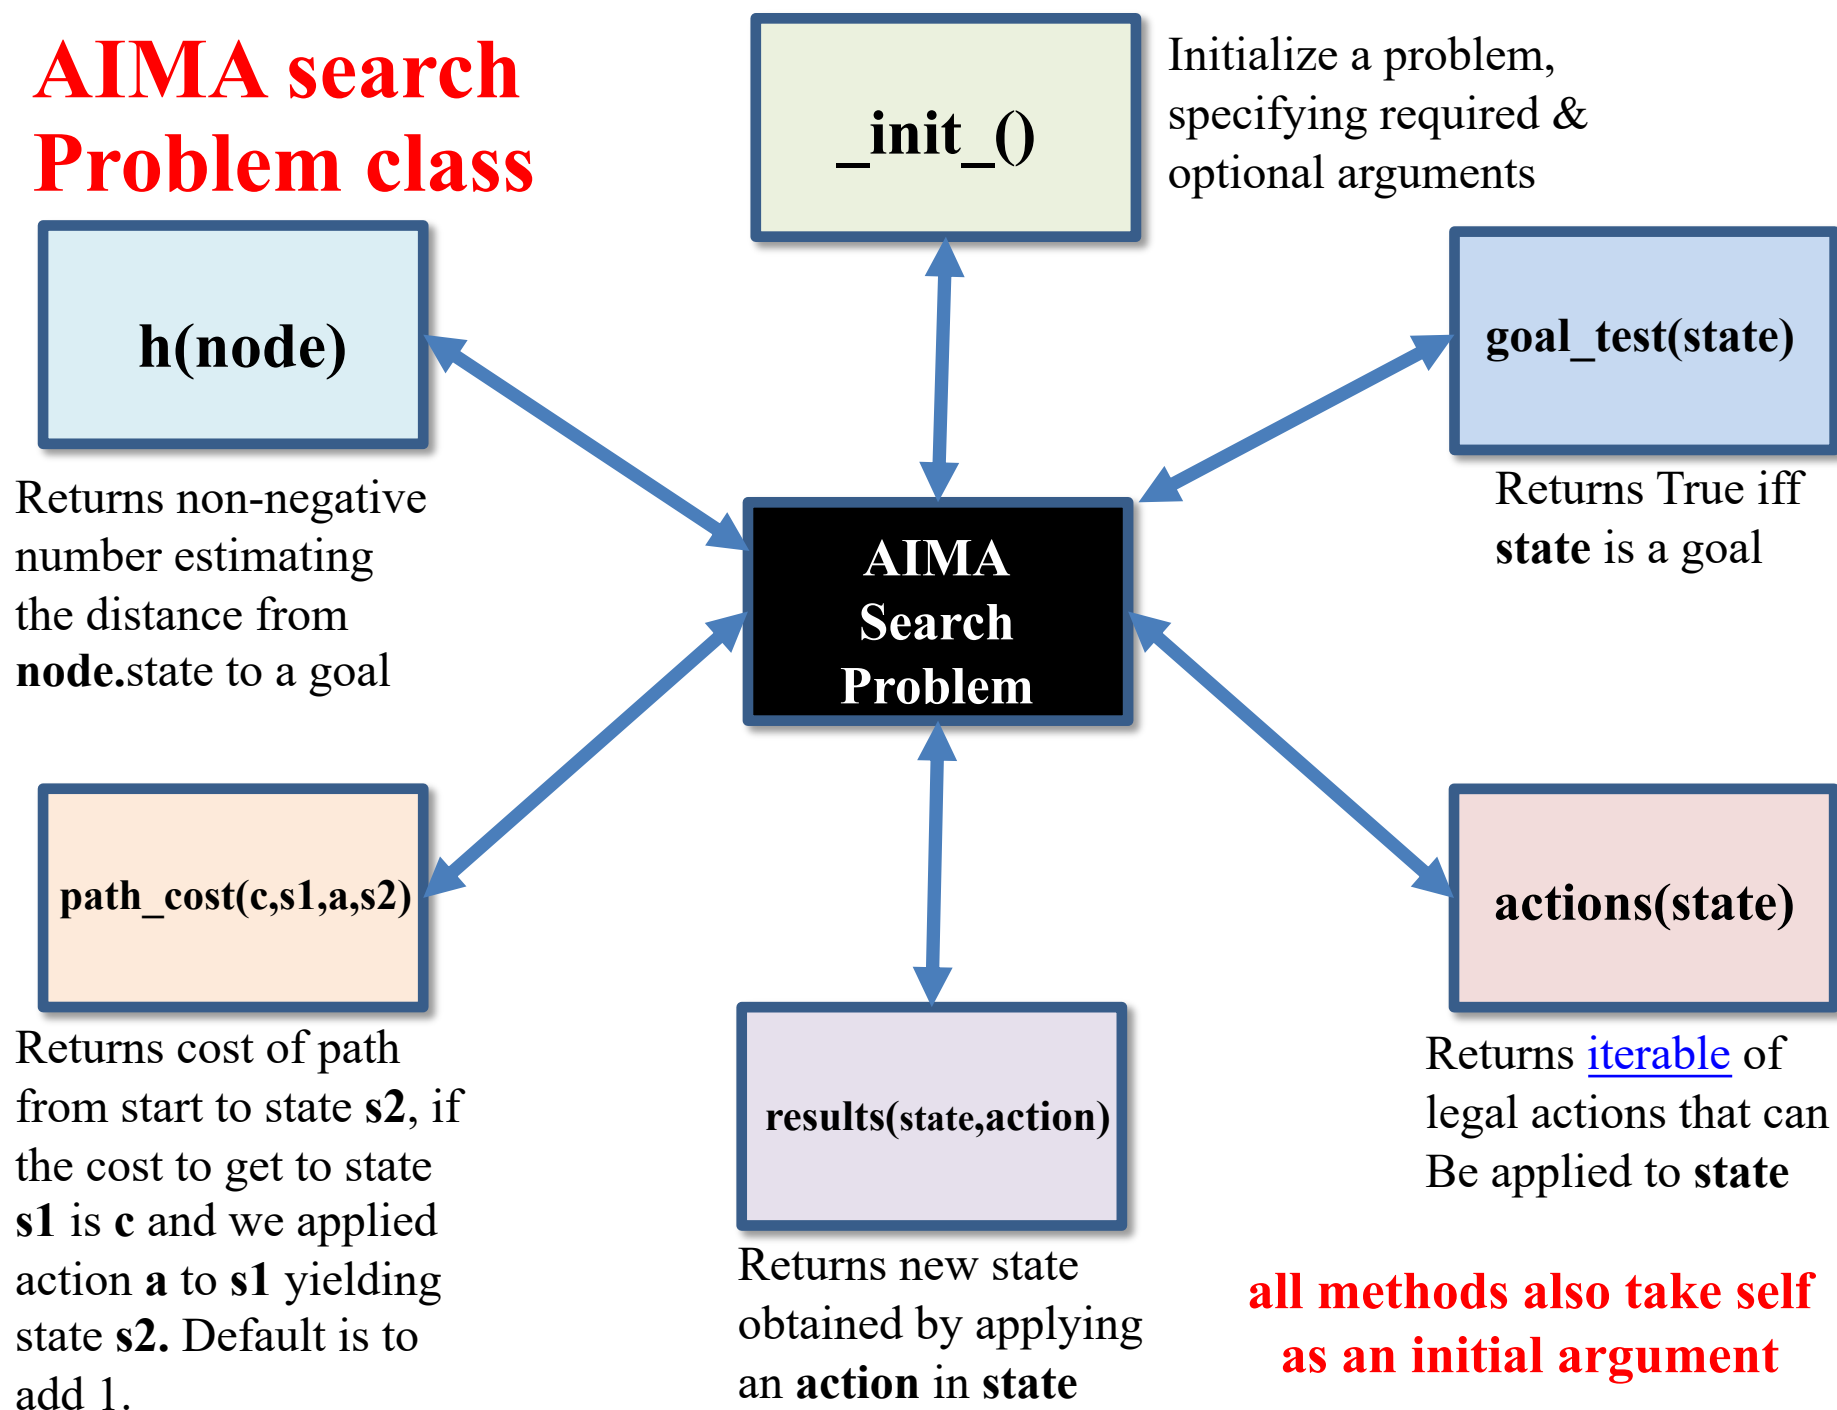 AIMA search
Problem class
_init_()
Initialize a problem,
specifying required &
optional arguments
h(node)
Returns non-negative
number estimating
the distance from
node.state to a goal
goal_test(state)
Returns True iff
state is a goal
AIMA
Search
Problem
path_cost(c,s1,a,s2)
Returns cost of path
from start to state s2, if
the cost to get to state
s1 is c and we applied
action a to s1 yielding
state s2. Default is to
add 1.
results(state,action)
Returns new state
obtained by applying
an action in state
actions(state)
Returns iterable of
legal actions that can
Be applied to state
all methods also take self
as an initial argument